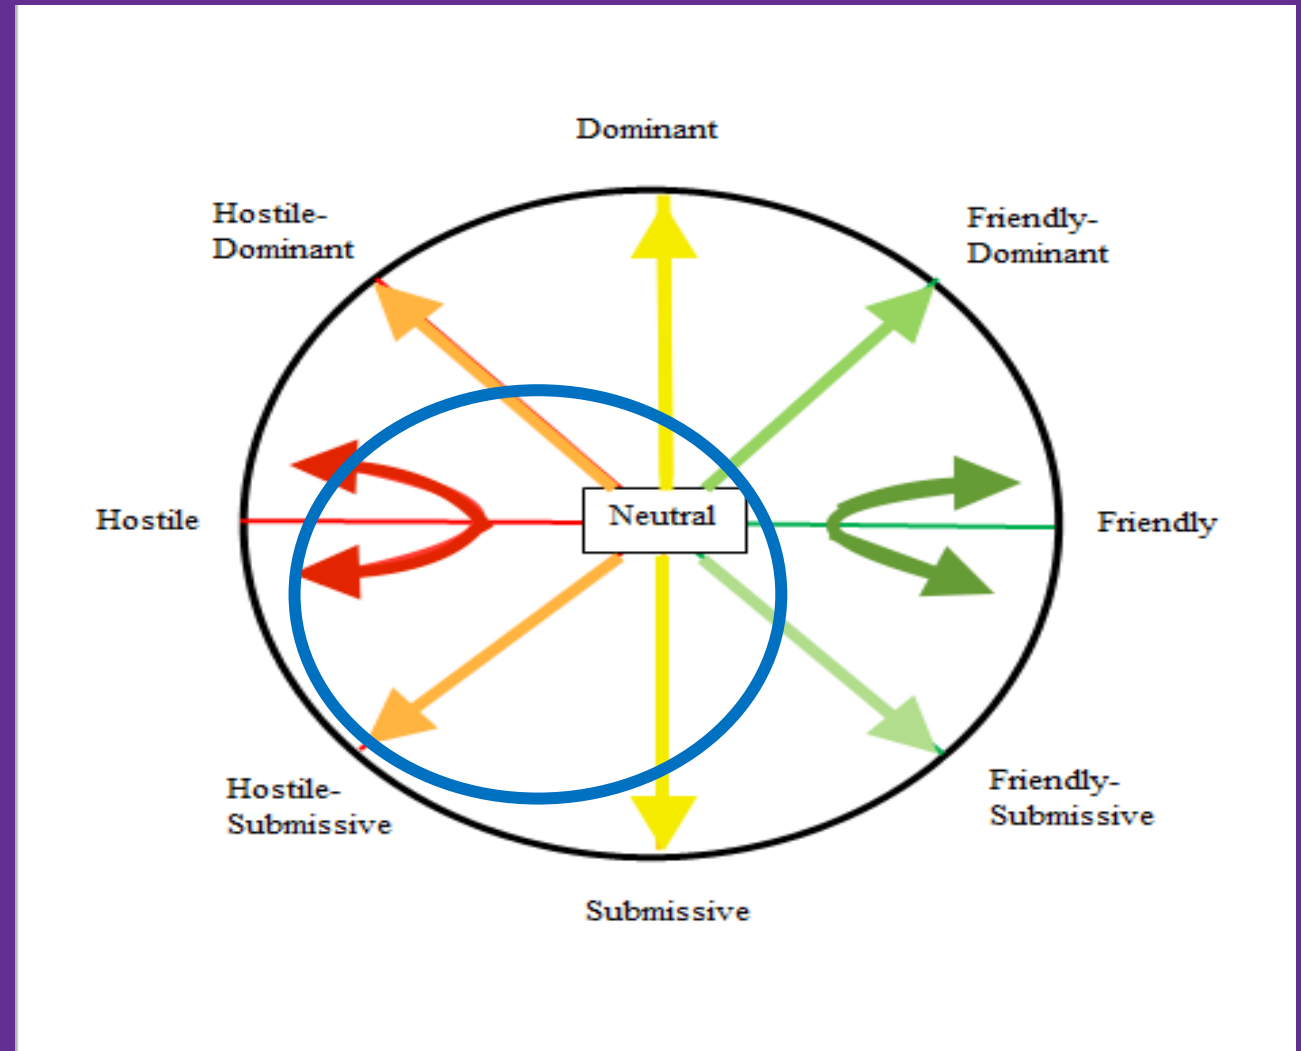 Dominant
Hostile-
Dominant
Friendly-
Dominant
Hostile
Neutral
Friendly
Hostile-
Submissive
Friendly-
Submissive
Submissive